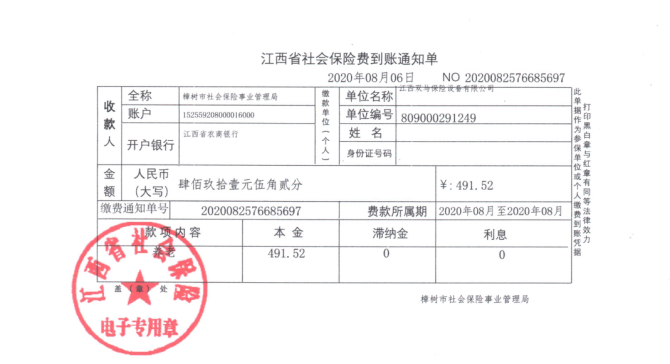 江西省社会保险费到账通知单
2020年08月06日 NO 2020082576685697
收款人 全称 樟树市社会保险事业管理局 缴款单位(个人) 单位名称 江西双马保险设备有限公司
账户 152559208000016000 单位编号 809000291249
开户银行 江西省农商银行 姓名
身份证号码
金额 人民币(大写) 肆佰玖拾壹元伍角贰分 ¥:491.52
缴费通知单号 2020082576685697 费款所属期 2020年08月至2020年08月
款项内容 本金 滞纳金 利息
养老 491.52 0 0
盖(章)处
樟树市社会保险事业管理局
江西省社会保险
电子专用章
此单据作为参保单位或个人缴费到账凭据
打印黑白章与红章有同等法律效力